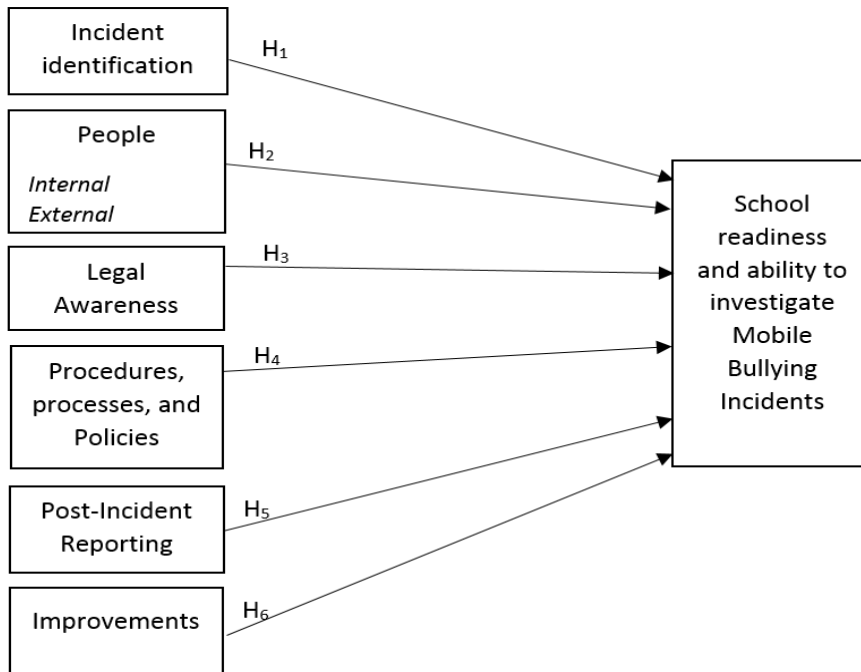 Incident
identification
H₁
People
Internal
External
H₂
Legal
Awareness
H₃
Procedures,
processes, and
Policies
H₄
Post-Incident
Reporting
H₅
Improvements
H₆
School
readiness
and ability to
investigate
Mobile
Bullying
Incidents